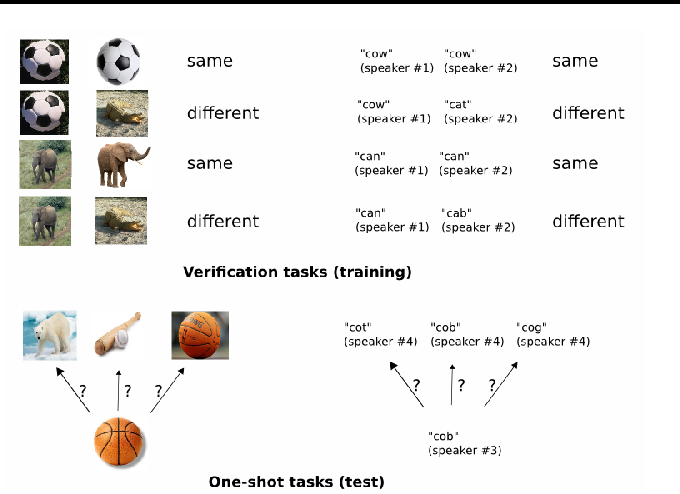 same
"cow" "cow"
(speaker #1) (speaker #2)
same
different
"cow" "cat"
(speaker #1) (speaker #2)
different
same
"can" "can"
(speaker #1) (speaker #2)
same
different
"can" "cab"
(speaker #1) (speaker #2)
different
Verification tasks (training)
"cot" "cob" "cog"
(speaker #4) (speaker #4) (speaker #4)
? ? ?
? ? ?
"cob"
(speaker #3)
One-shot tasks (test)